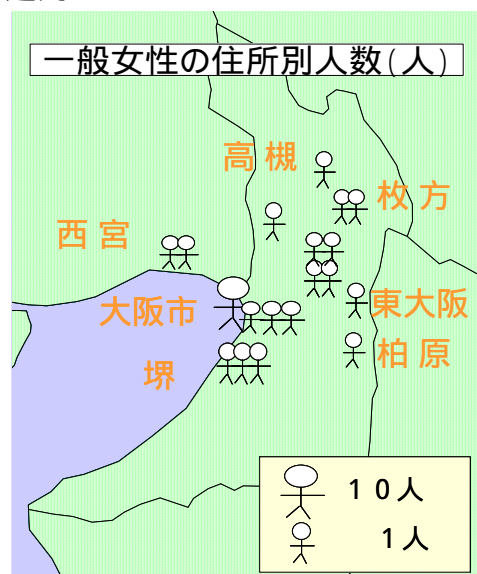 一般女性の住所別人数(人)
高槻
枚方
西宮
大阪市
東大阪
柏原
堺
10人
1人